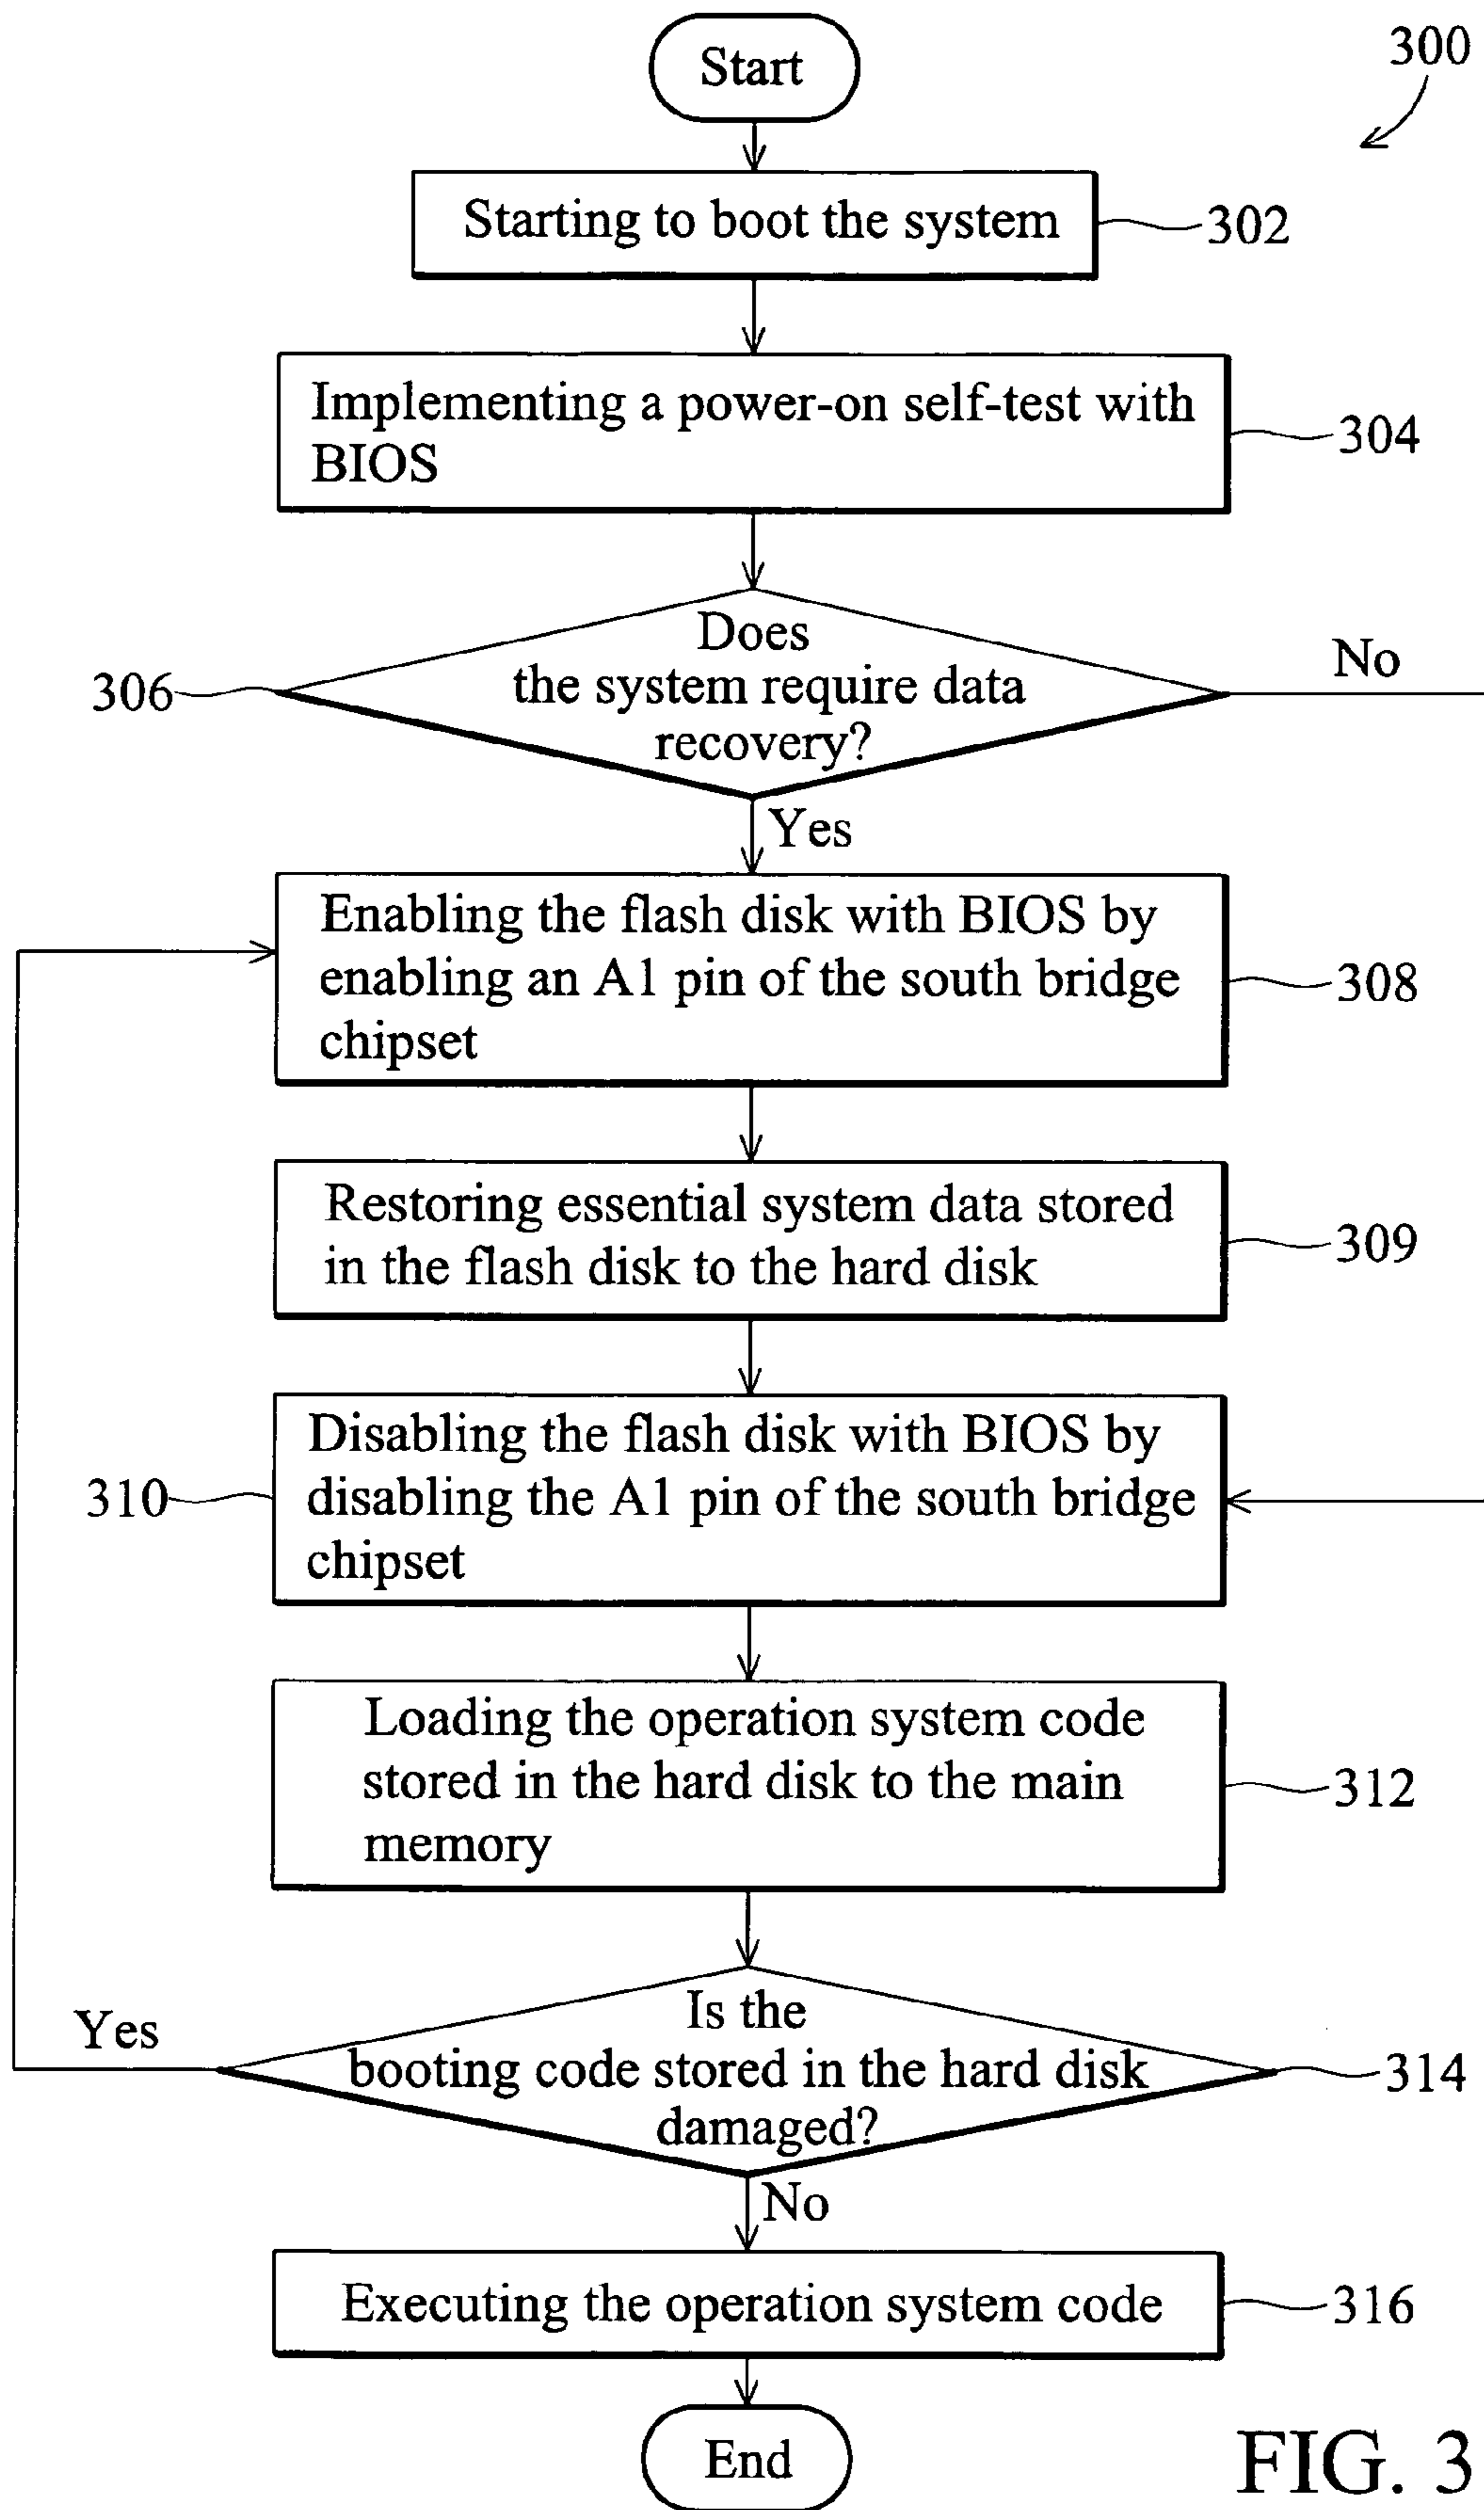 Start
300
Starting to boot the system
302
Implementing a power-on self-test with
BIOS
304
Does
the system require data
recovery?
306
No
Yes
Enabling the flash disk with BIOS by
enabling an A1 pin of the south bridge
chipset
308
Restoring essential system data stored
in the flash disk to the hard disk
309
Disabling the flash disk with BIOS by
disabling the A1 pin of the south bridge
chipset
310
Loading the operation system code
stored in the hard disk to the main
memory
312
Is the
booting code stored in the hard disk
damaged?
Yes
314
No
Executing the operation system code
316
End
FIG. 3